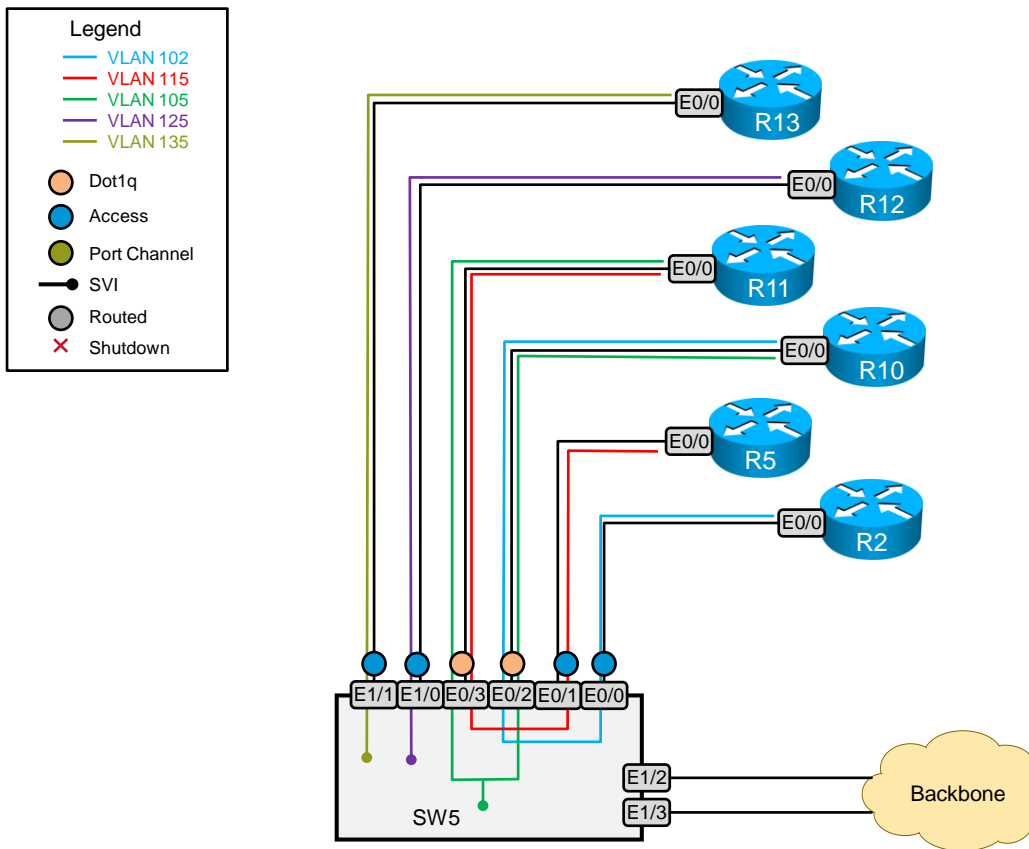 Legend
VLAN 102
VLAN 115
VLAN 105
VLAN 125
VLAN 135
Dot1q
Access
Port Channel
SVI
Routed
Shutdown
E0/0
R13
E0/0
R12
E0/0
R11
E0/0
R10
E0/0
R5
E0/0
R2
E1/1
E1/0
E0/3
E0/2
E0/1
E0/0
E1/2
E1/3
SW5
Backbone